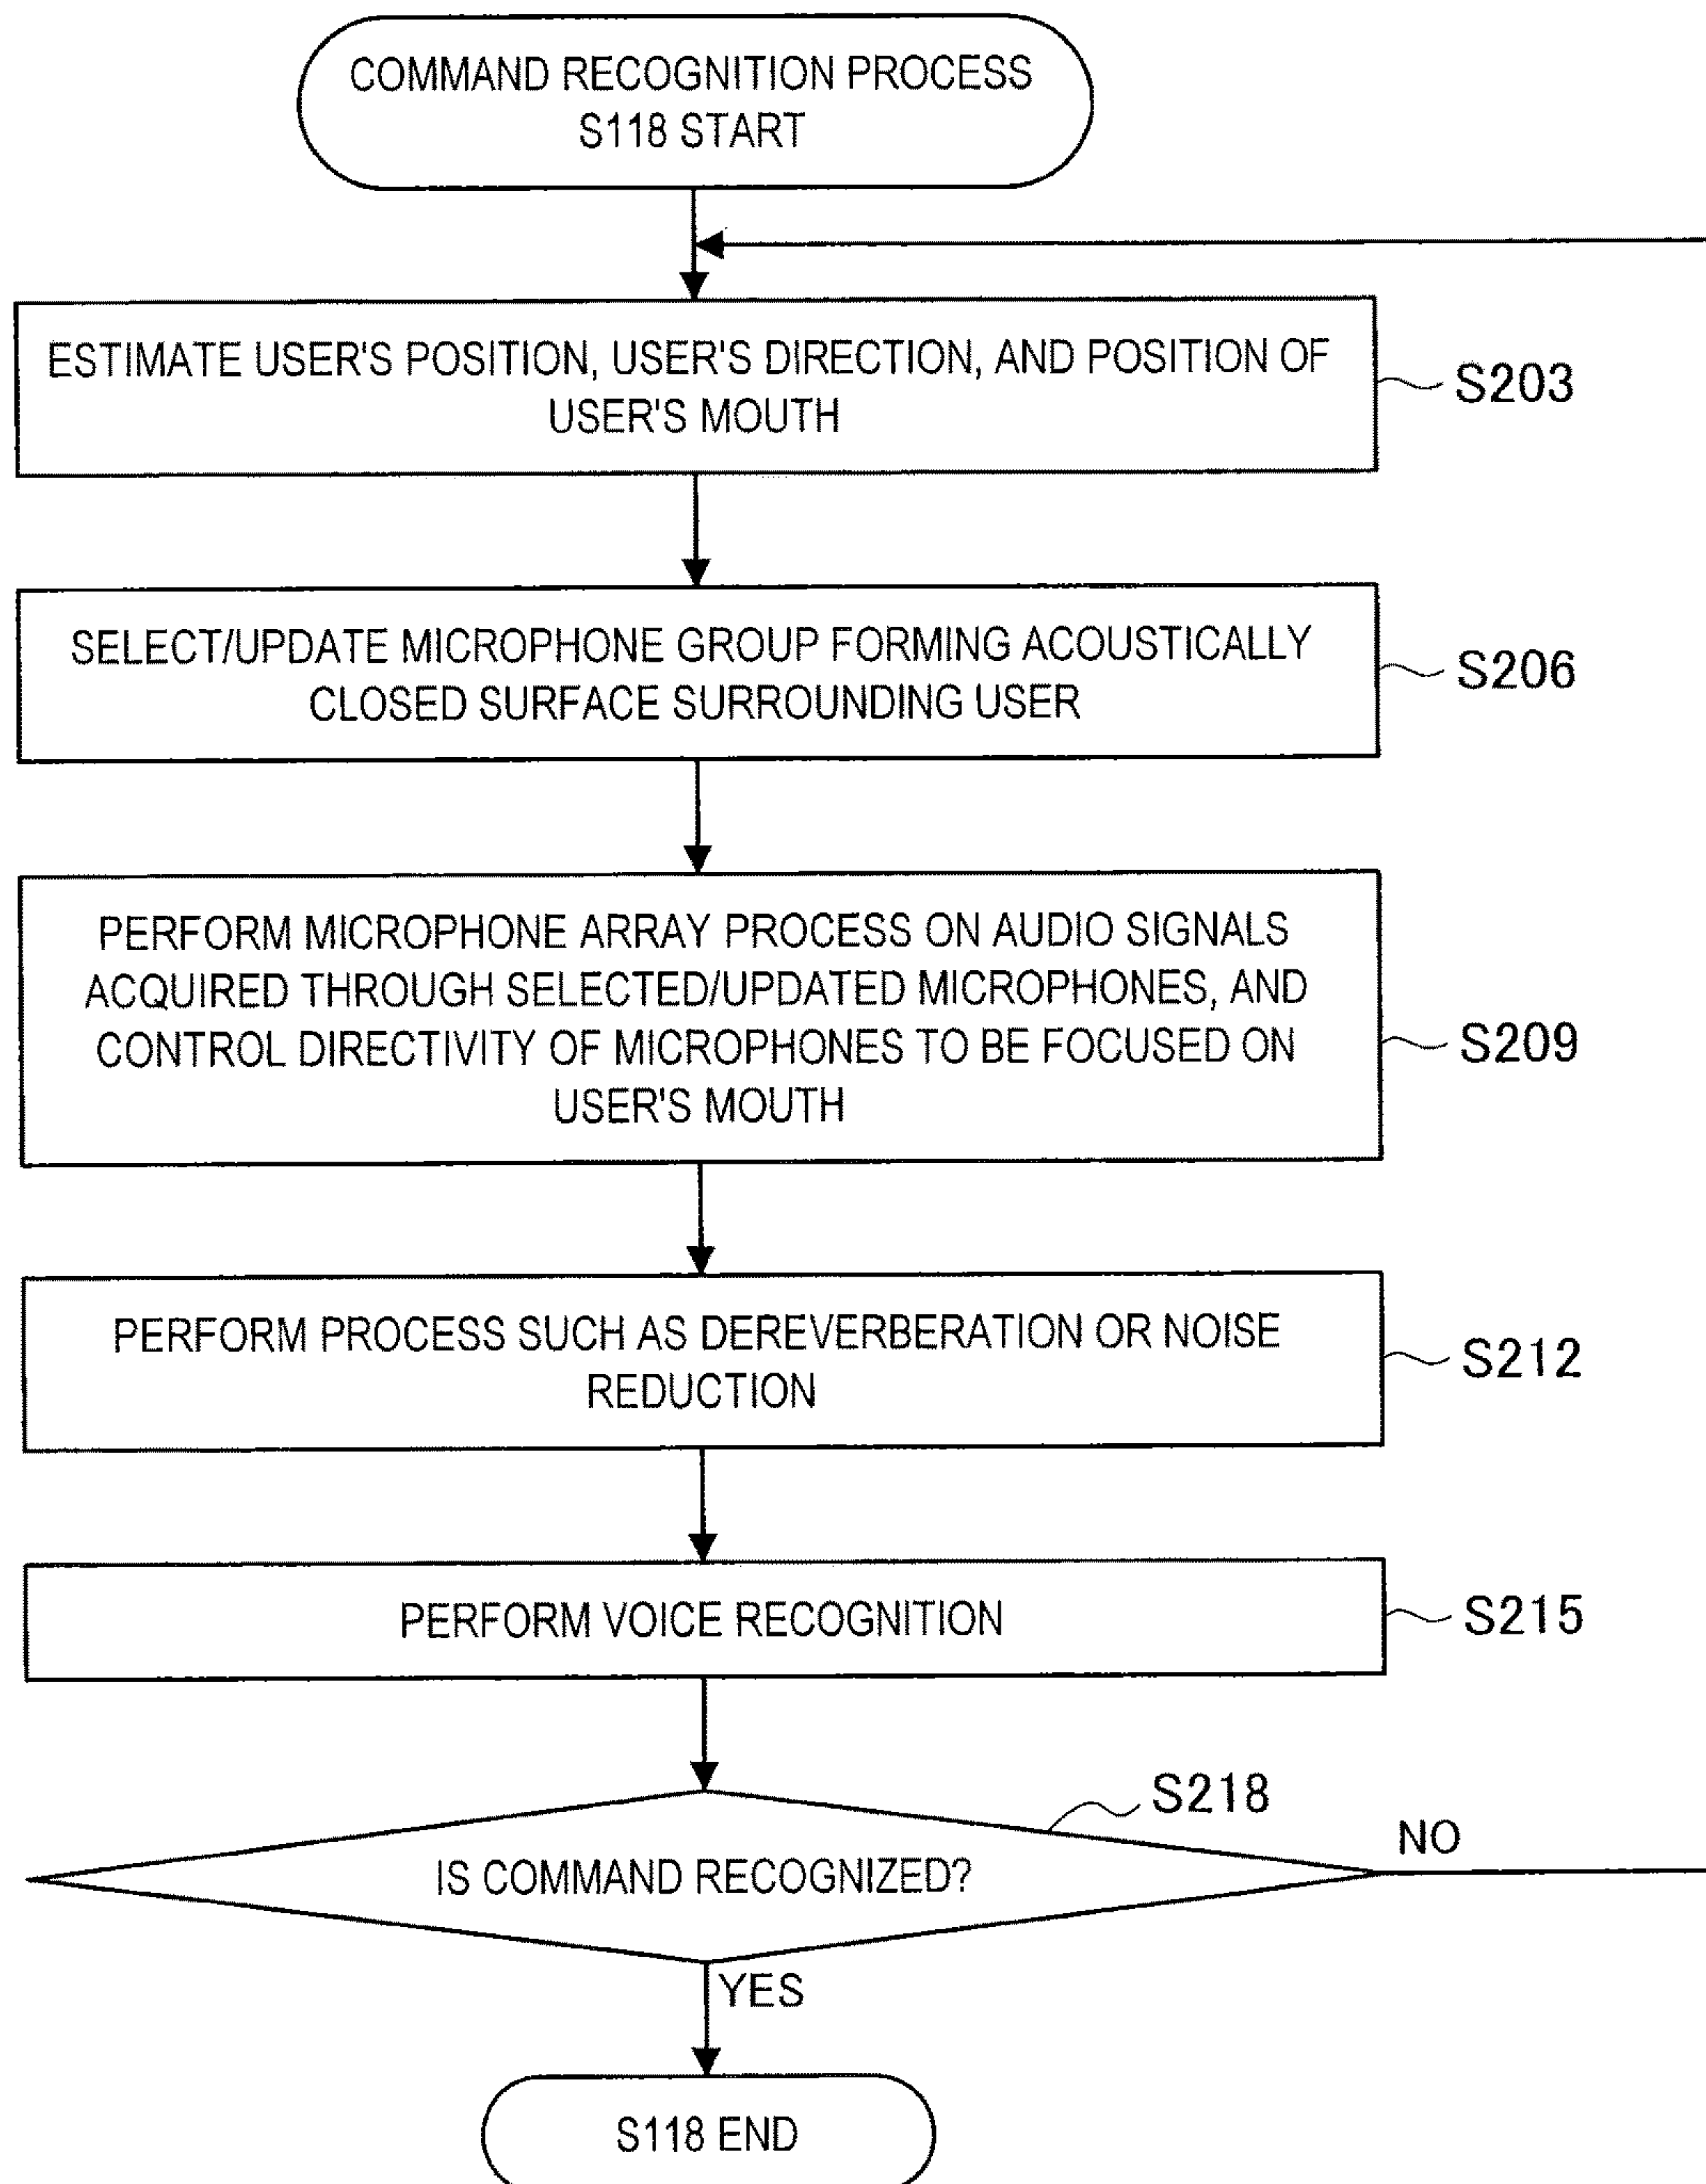 COMMAND RECOGNITION PROCESS
S118 START
ESTIMATE USER'S POSITION, USER'S DIRECTION, AND POSITION OF
USER'S MOUTH
S203
SELECT/UPDATE MICROPHONE GROUP FORMING ACOUSTICALLY
CLOSED SURFACE SURROUNDING USER
S206
PERFORM MICROPHONE ARRAY PROCESS ON AUDIO SIGNALS
ACQUIRED THROUGH SELECTED/UPDATED MICROPHONES, AND
CONTROL DIRECTIVITY OF MICROPHONES TO BE FOCUSED ON
USER'S MOUTH
S209
PERFORM PROCESS SUCH AS DEREVERBERATION OR NOISE
REDUCTION
S212
PERFORM VOICE RECOGNITION
S215
S218
NO
IS COMMAND RECOGNIZED?
YES
S118 END